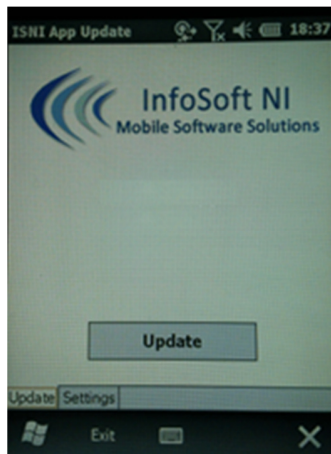 ISNI App Update 18:37
InfoSoft NI
Mobile Software Solutions
Update
Update Settings
Exit